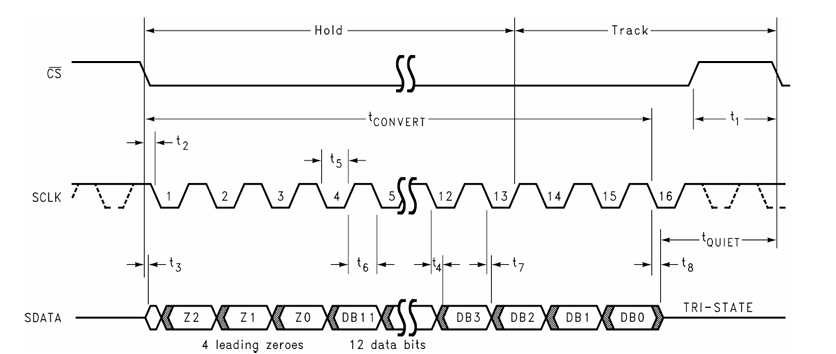 Hold Track
CS
tCONVERT t1
t2
t5
SCLK 1 2 3 4 5 12 13 14 15 16
tQUIET
t3 t6 t4 t7 t8
SDATA Z2 Z1 Z0 DB11 DB3 DB2 DB1 DB0 TRI-STATE
4 leading zeroes 12 data bits